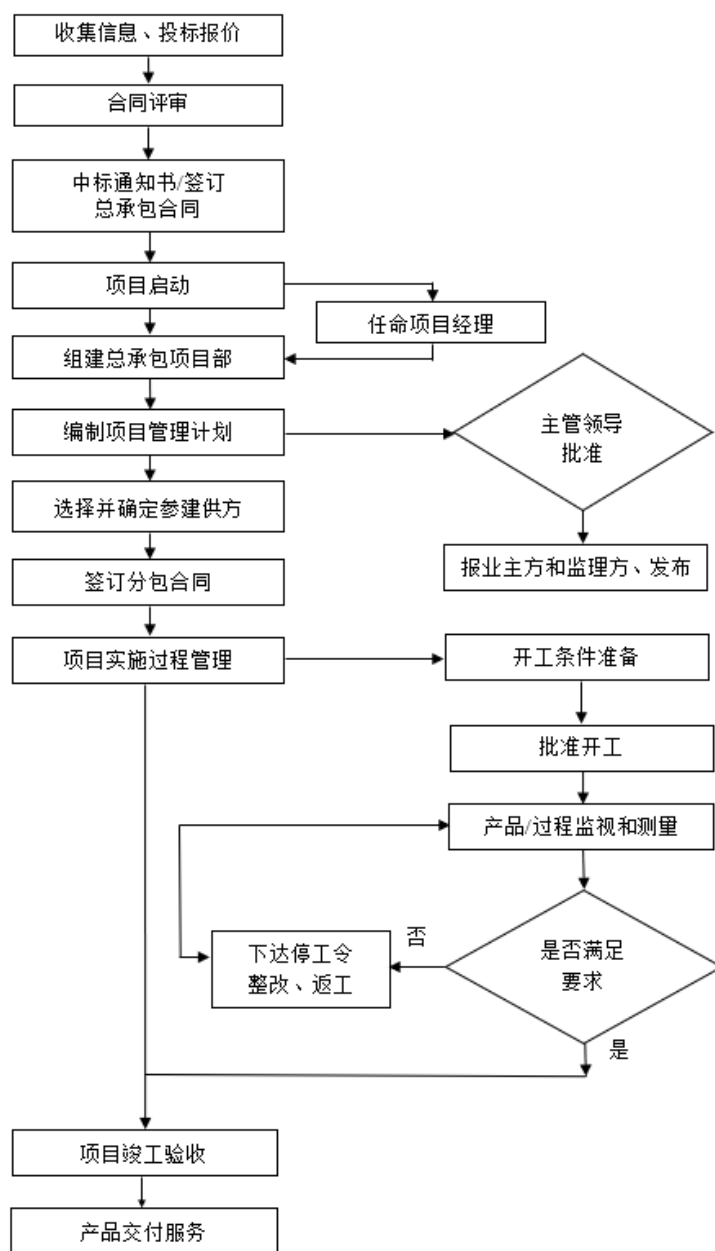 收集信息、投标报价
合同评审
中标通知书/签订
总承包合同
项目启动
任命项目经理
组建总承包项目部
编制项目管理计划
主管领导
批准
选择并确定参建供方
报业主方和监理方、发布
签订分包合同
项目实施过程管理
开工条件准备
批准开工
产品/过程监视和测量
否
下达停工令
整改、返工
是否满足
要求
是
项目竣工验收
产品交付服务